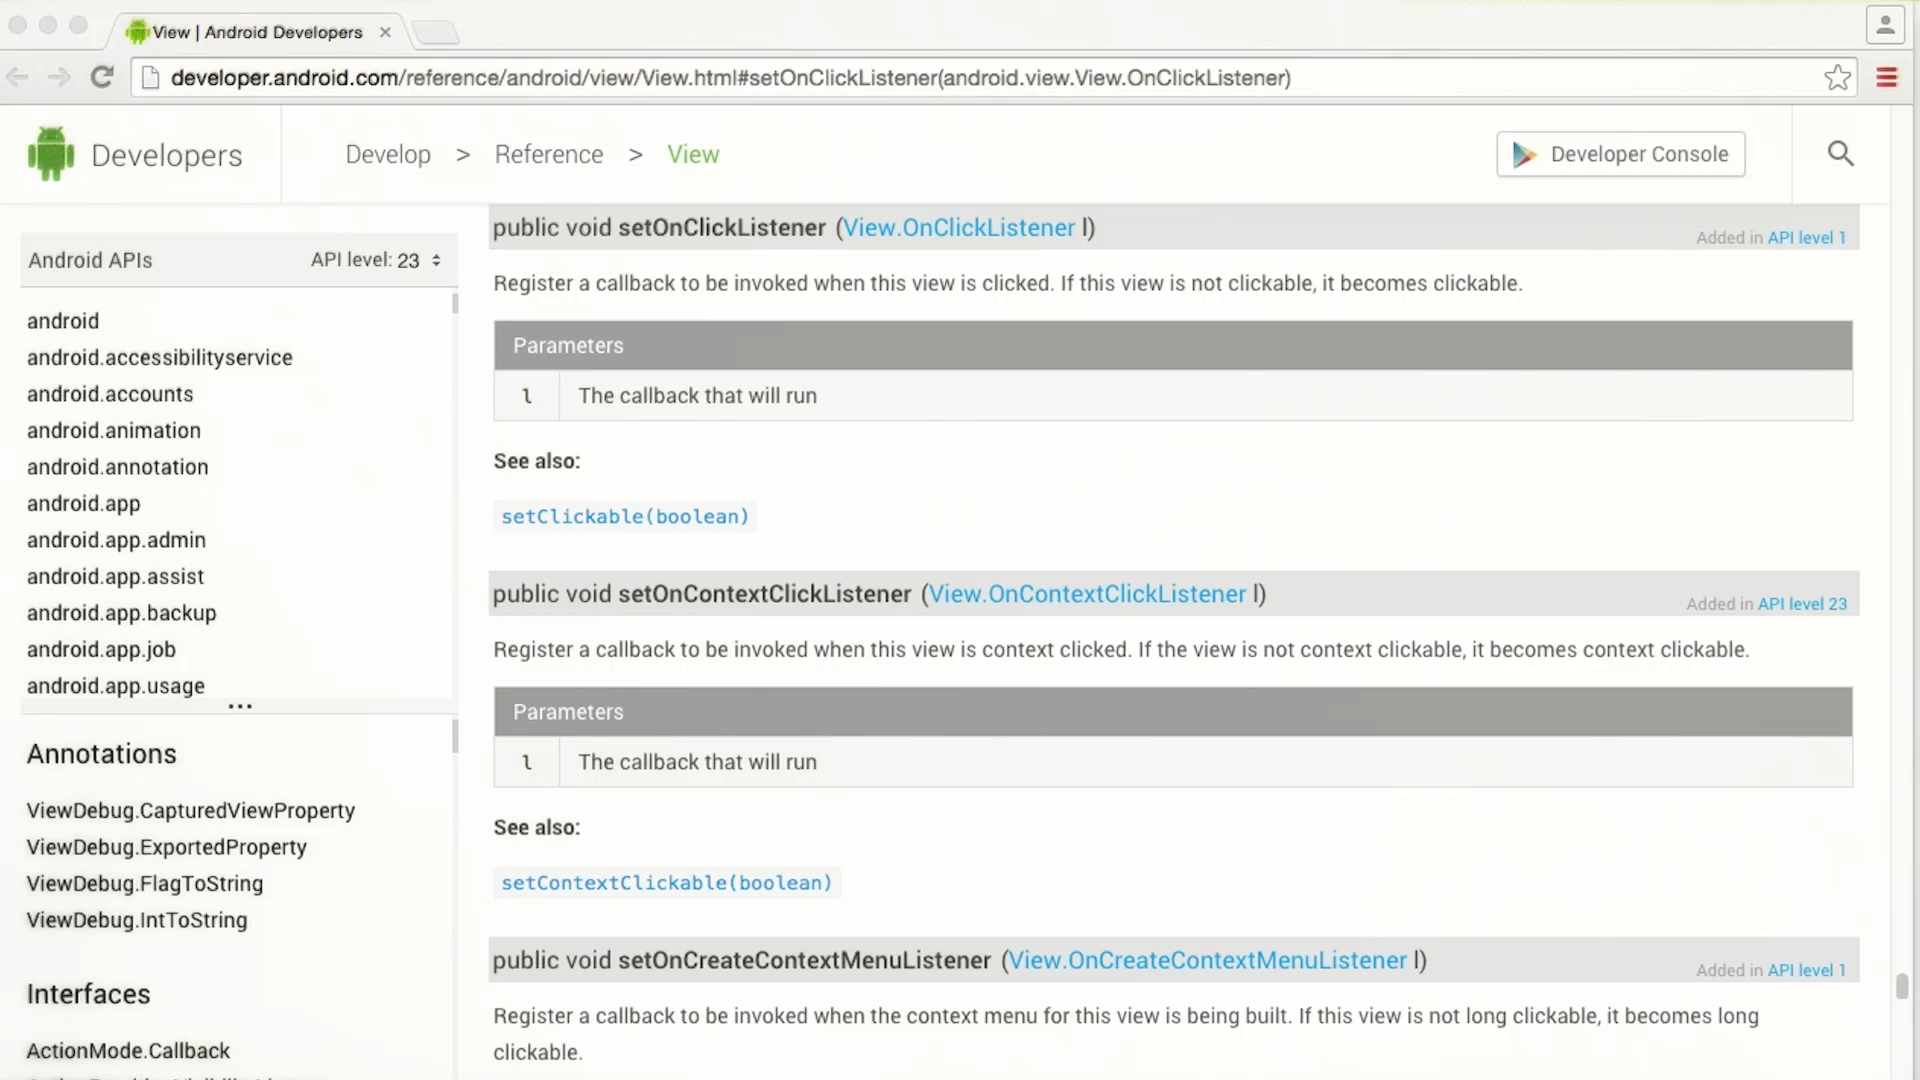 View | Android Developers
developer.android.com/reference/android/view/View.html#setOnClickListener(android.view.View.OnClickListener)
Developers
Develop > Reference > View
Developer Console
Android APIs
API level: 23
android
android.accessibilityservice
android.accounts
android.animation
android.annotation
android.app
android.app.admin
android.app.assist
android.app.backup
android.app.job
android.app.usage
Annotations
ViewDebug.CapturedViewProperty
ViewDebug.ExportedProperty
ViewDebug.FlagToString
ViewDebug.IntToString
Interfaces
ActionMode.Callback
public void setOnClickListener (View.OnClickListener l)
Added in API level 1
Register a callback to be invoked when this view is clicked. If this view is not clickable, it becomes clickable.
Parameters
l The callback that will run
See also:
setClickable(boolean)
public void setOnContextClickListener (View.OnContextClickListener l)
Added in API level 23
Register a callback to be invoked when this view is context clicked. If the view is not context clickable, it becomes context clickable.
Parameters
l The callback that will run
See also:
setContextClickable(boolean)
public void setOnCreateContextMenuListener (View.OnCreateContextMenuListener l)
Added in API level 1
Register a callback to be invoked when the context menu for this view is being built. If this view is not long clickable, it becomes long
clickable.